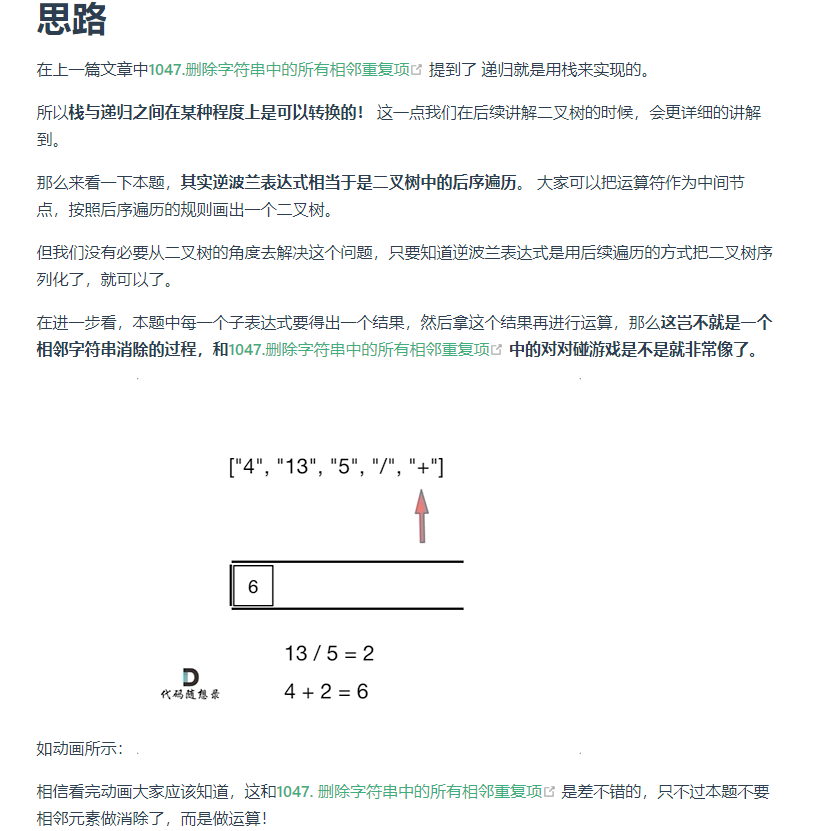 思路
在上一篇文章中1047.删除字符串中的所有相邻重复项 提到了 递归就是用栈来实现的。
所以栈与递归之间在某种程度上是可以转换的！ 这一点我们在后续讲解二叉树的时候，会更详细的讲解
到。
那么来看一下本题，其实逆波兰表达式相当于是二叉树中的后序遍历。 大家可以把运算符作为中间节
点，按照后序遍历的规则画出一个二叉树。
但我们没有必要从二叉树的角度去解决这个问题，只要知道逆波兰表达式是用后续遍历的方式把二叉树序
列化了，就可以了。
在进一步看，本题中每一个子表达式要得出一个结果，然后拿这个结果再进行运算，那么这岂不就是一个
相邻字符串消除的过程，和1047.删除字符串中的所有相邻重复项 中的对对碰游戏是不是就非常像了。
["4", "13", "5", "/", "+"]
6
13 / 5 = 2
4 + 2 = 6
代码随想录
如动画所示：
相信看完动画大家应该知道，这和1047. 删除字符串中的所有相邻重复项 是差不错的，只不过本题不要
相邻元素做消除了，而是做运算！